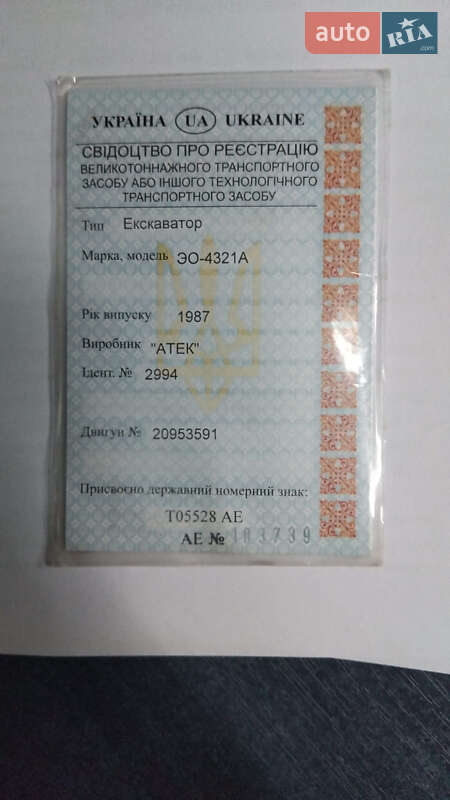 auto RIA .com
УКРАЇНА UA UKRAINE
СВІДОЦТВО ПРО РЕЄСТРАЦІЮ
ВЕЛИКОТОННАЖНОГО ТРАНСПОРТНОГО
ЗАСОБУ АБО ІНШОГО ТЕХНОЛОГІЧНОГО
ТРАНСПОРТНОГО ЗАСОБУ
Тип Екскаватор
Марка, модель ЭО-4321А
Рік випуску 1987
Виробник "АТЕК"
Ідент. № 2994
Двигун № 20953591
Присвоєно державний номерний знак:
Т05528 АЕ
АЕ № 103739